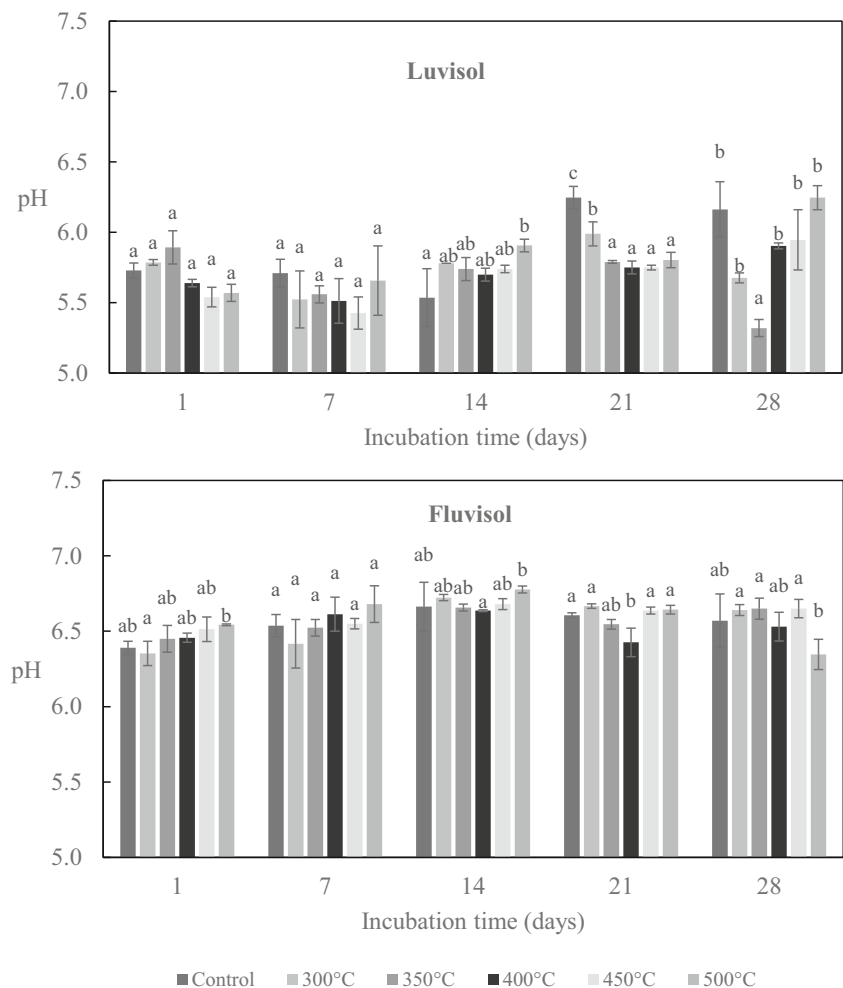 7.5
Luvisol
7.0
6.5
pH
6.0
5.5
5.0
a a a a a a
a a a a a a
a ab ab ab ab b
c b a a a a
b b a b b b
1 7 14 21 28
Incubation time (days)
7.5
Fluvisol
7.0
6.5
pH
6.0
5.5
5.0
ab a ab ab ab b
a a a a a a
ab ab ab a ab b
a a ab b a a
ab a a ab a b
1 7 14 21 28
Incubation time (days)
Control 300°C 350°C 400°C 450°C 500°C